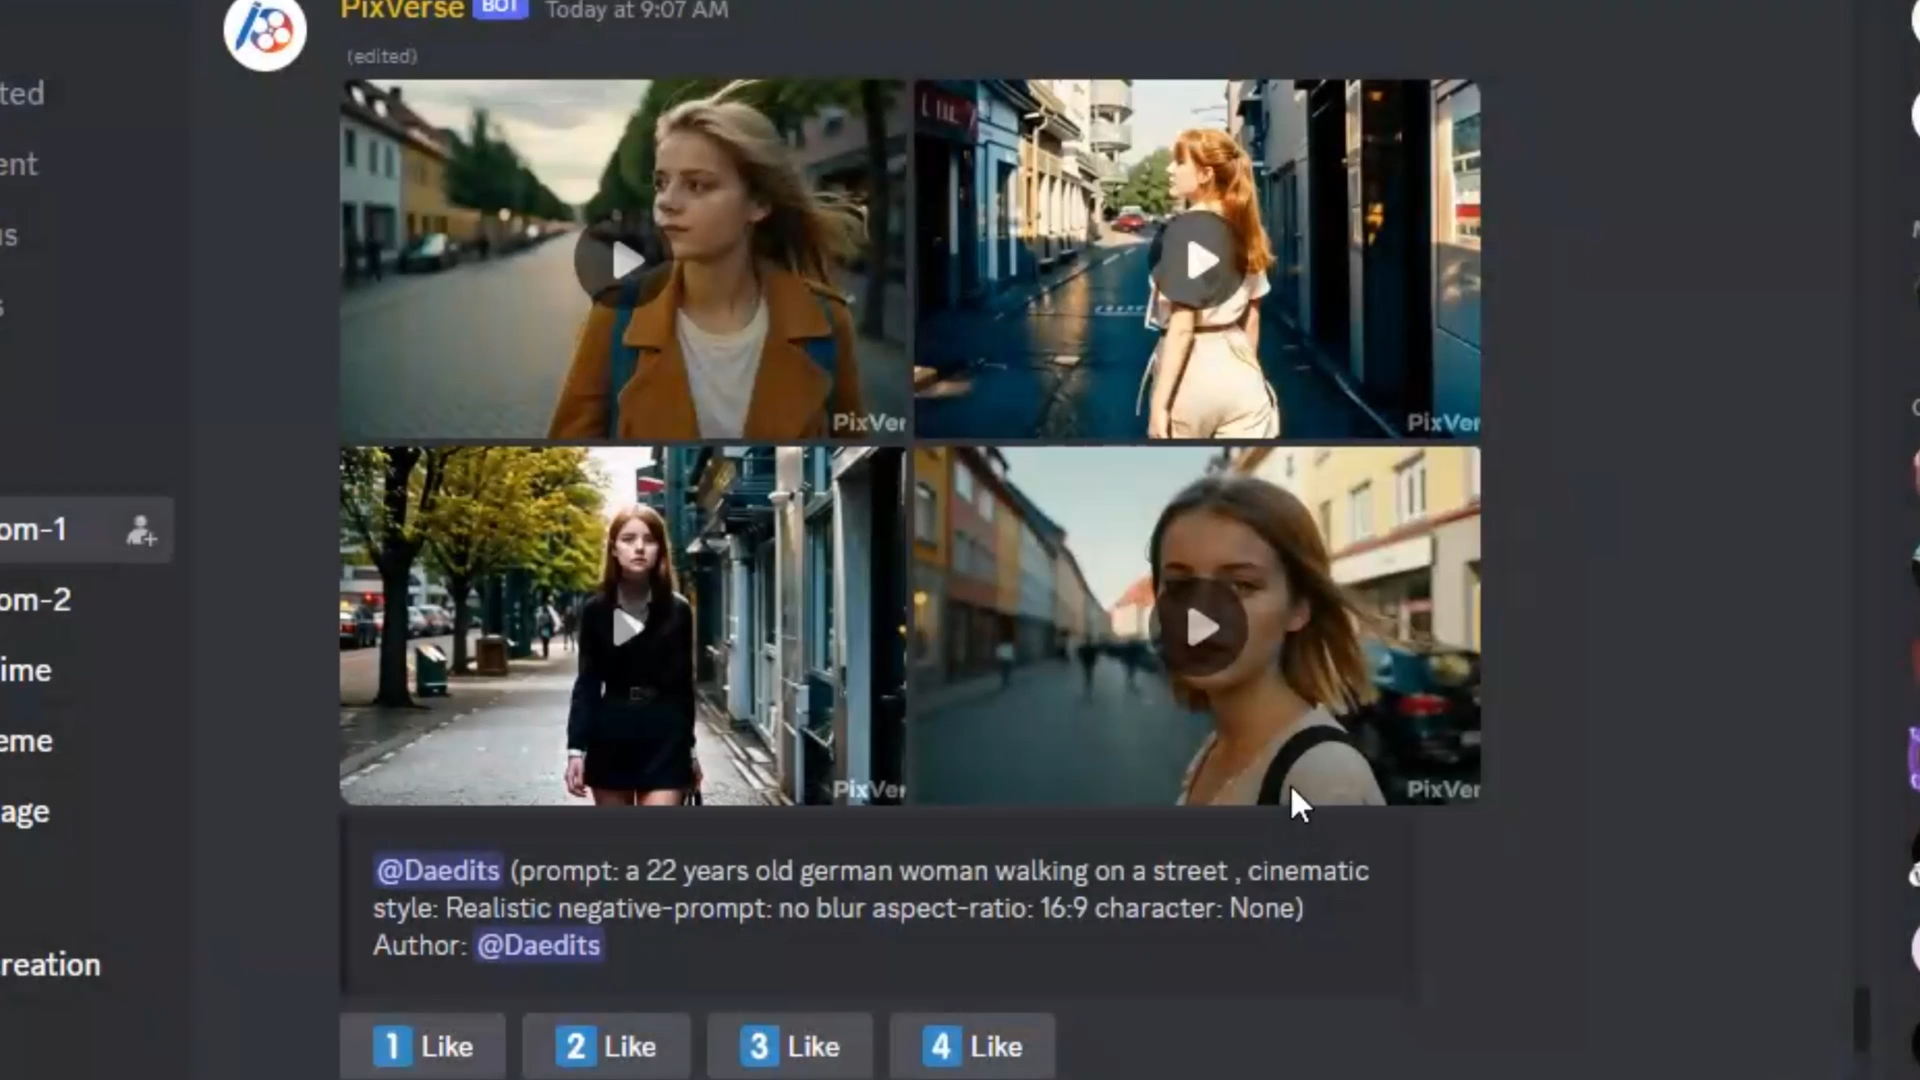 PixVerse BOT Today at 9:07 AM
(edited)
ted
ent
s
om-1
om-2
ime
eme
age
reation
PixVer
PixVer
PixVer
PixVer
@Daedits (prompt: a 22 years old german woman walking on a street , cinematic
style: Realistic negative-prompt: no blur aspect-ratio: 16:9 character: None)
Author: @Daedits
1 Like
2 Like
3 Like
4 Like